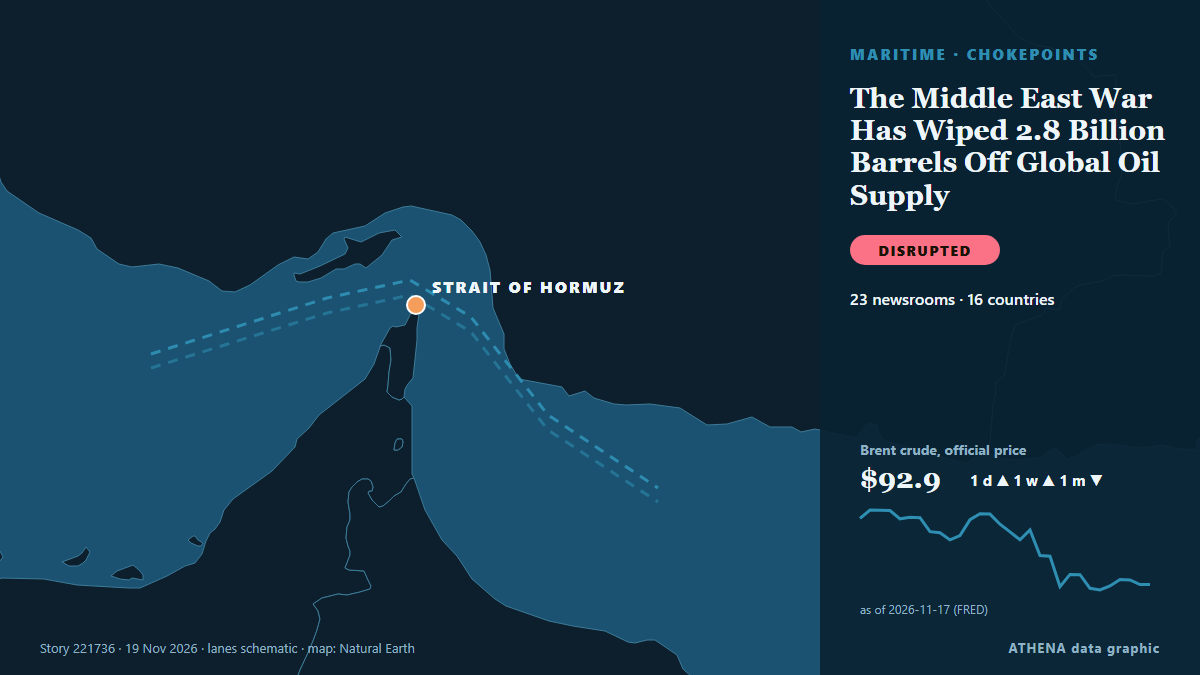 MARITIME · CHOKEPOINTS
The Middle East War
Has Wiped 2.8 Billion
Barrels Off Global Oil
Supply
DISRUPTED
23 newsrooms · 16 countries
STRAIT OF HORMUZ
Brent crude, official price
$92.9 1 d ▲ 1 w ▲ 1 m ▼
as of 2026-11-17 (FRED)
Story 221736 · 19 Nov 2026 · lanes schematic · map: Natural Earth
ATHENA data graphic